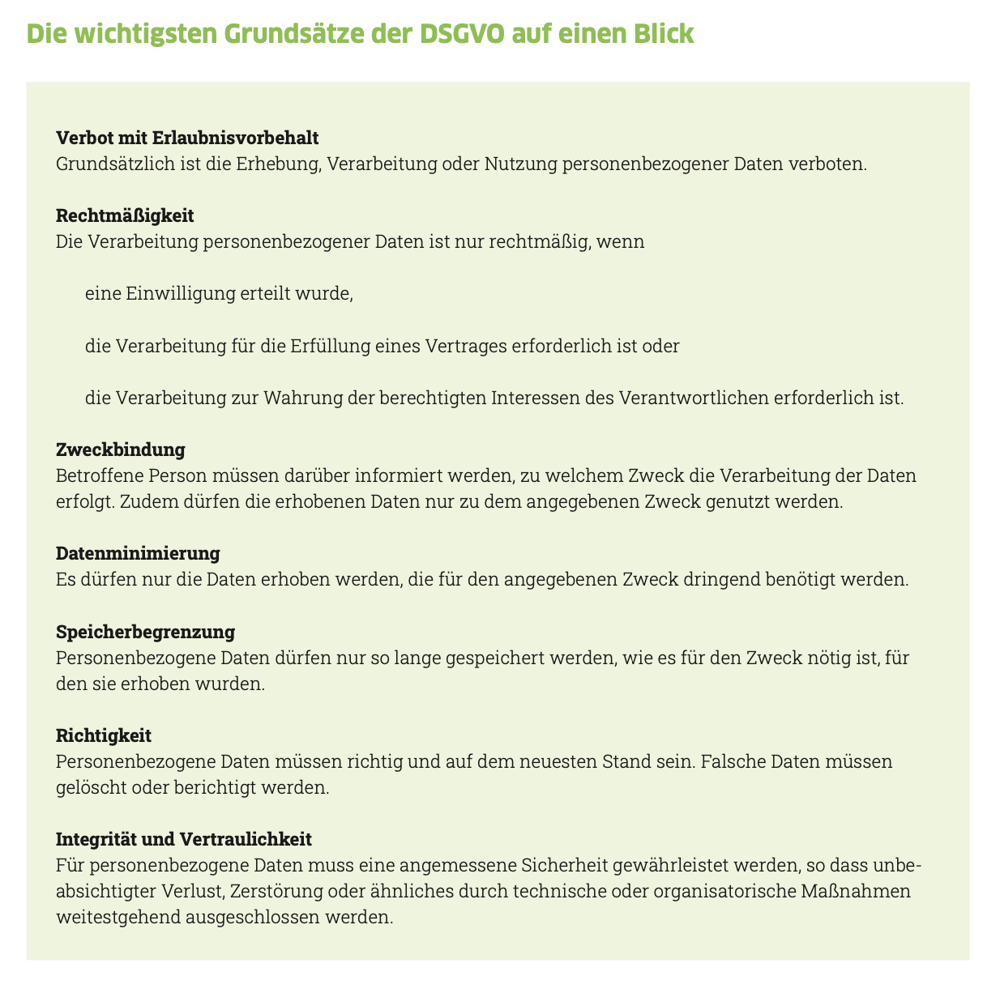 Die wichtigsten Grundsätze der DSGVO auf einen Blick
Verbot mit Erlaubnisvorbehalt
Grundsätzlich ist die Erhebung, Verarbeitung oder Nutzung personenbezogener Daten verboten.
Rechtmäßigkeit
Die Verarbeitung personenbezogener Daten ist nur rechtmäßig, wenn
eine Einwilligung erteilt wurde,
die Verarbeitung für die Erfüllung eines Vertrages erforderlich ist oder
die Verarbeitung zur Wahrung der berechtigten Interessen des Verantwortlichen erforderlich ist.
Zweckbindung
Betroffene Person müssen darüber informiert werden, zu welchem Zweck die Verarbeitung der Daten
erfolgt. Zudem dürfen die erhobenen Daten nur zu dem angegebenen Zweck genutzt werden.
Datenminimierung
Es dürfen nur die Daten erhoben werden, die für den angegebenen Zweck dringend benötigt werden.
Speicherbegrenzung
Personenbezogene Daten dürfen nur so lange gespeichert werden, wie es für den Zweck nötig ist, für
den sie erhoben wurden.
Richtigkeit
Personenbezogene Daten müssen richtig und auf dem neuesten Stand sein. Falsche Daten müssen
gelöscht oder berichtigt werden.
Integrität und Vertraulichkeit
Für personenbezogene Daten muss eine angemessene Sicherheit gewährleistet werden, so dass unbe-
absichtigter Verlust, Zerstörung oder ähnliches durch technische oder organisatorische Maßnahmen
weitestgehend ausgeschlossen werden.